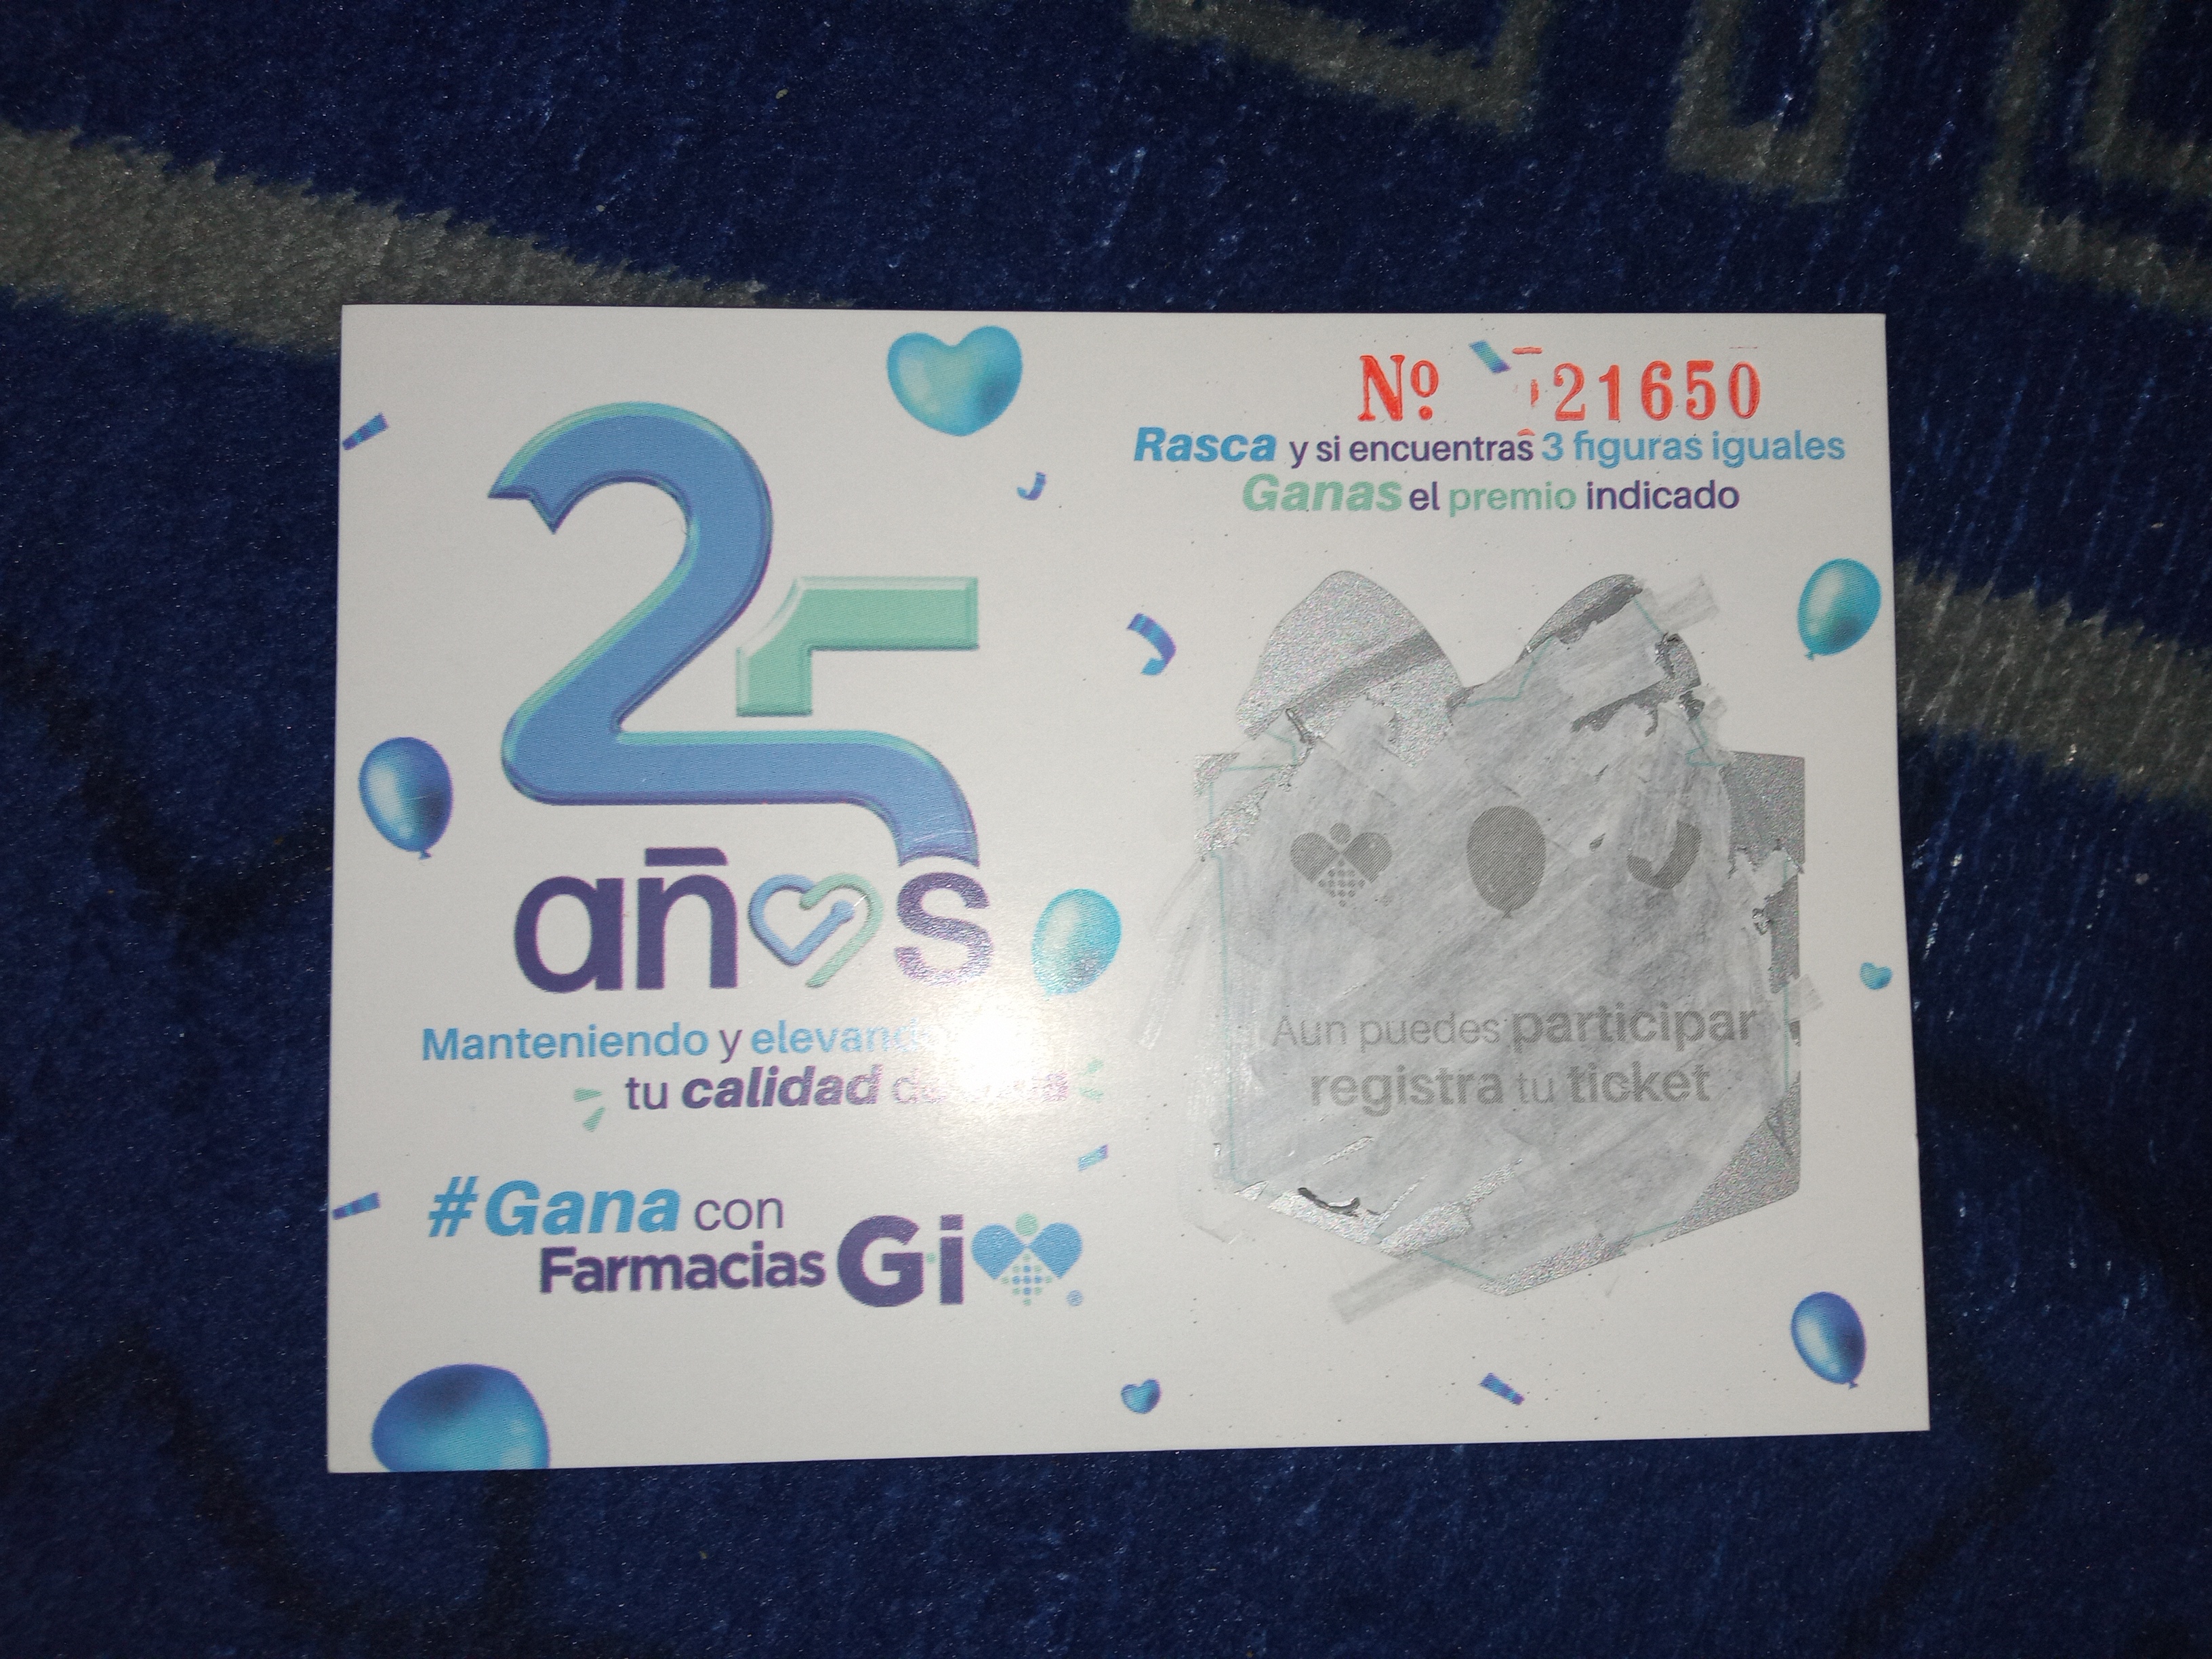 25
años
Manteniendo y
tu calidad
#Gana con
Farmacias Gi
Nº 21650
Rasca y si encuentras 3 figuras iguales
Ganas el premio indicado
Aun puedes participar
registra tu ticket